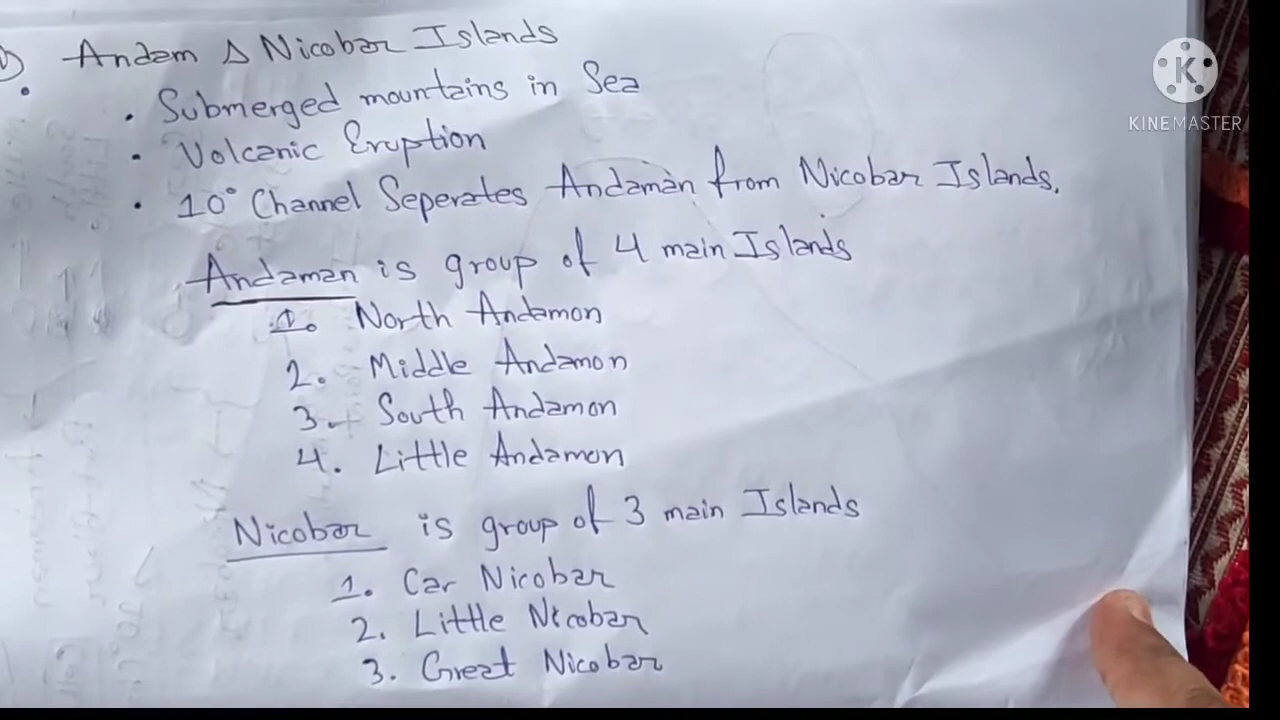 Andam & Nicobar Islands
• Submerged mountains in Sea
• Volcanic Eruption
• 10° Channel Seperates Andaman from Nicobar Islands.
Andaman is group of 4 main Islands
1. North Andamon
2. Middle Andamon
3. South Andamon
4. Little Andamon
Nicobar is group of 3 main Islands
1. Car Nicobar
2. Little Nicobar
3. Great Nicobar
K
KINEMASTER